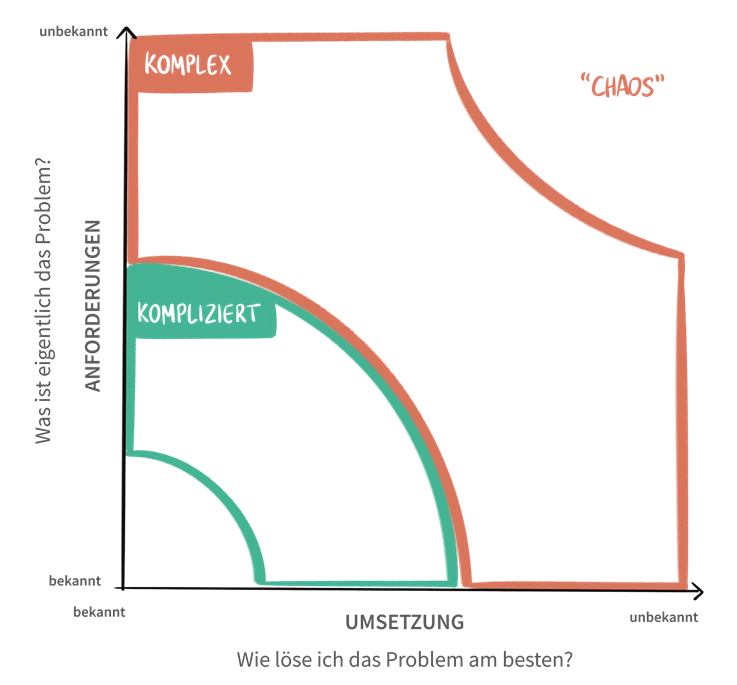 unbekannt
KOMPLEX
"CHAOS"
Was ist eigentlich das Problem?
ANFORDERUNGEN
KOMPLIZIERT
bekannt
bekannt
UMSETZUNG
unbekannt
Wie löse ich das Problem am besten?